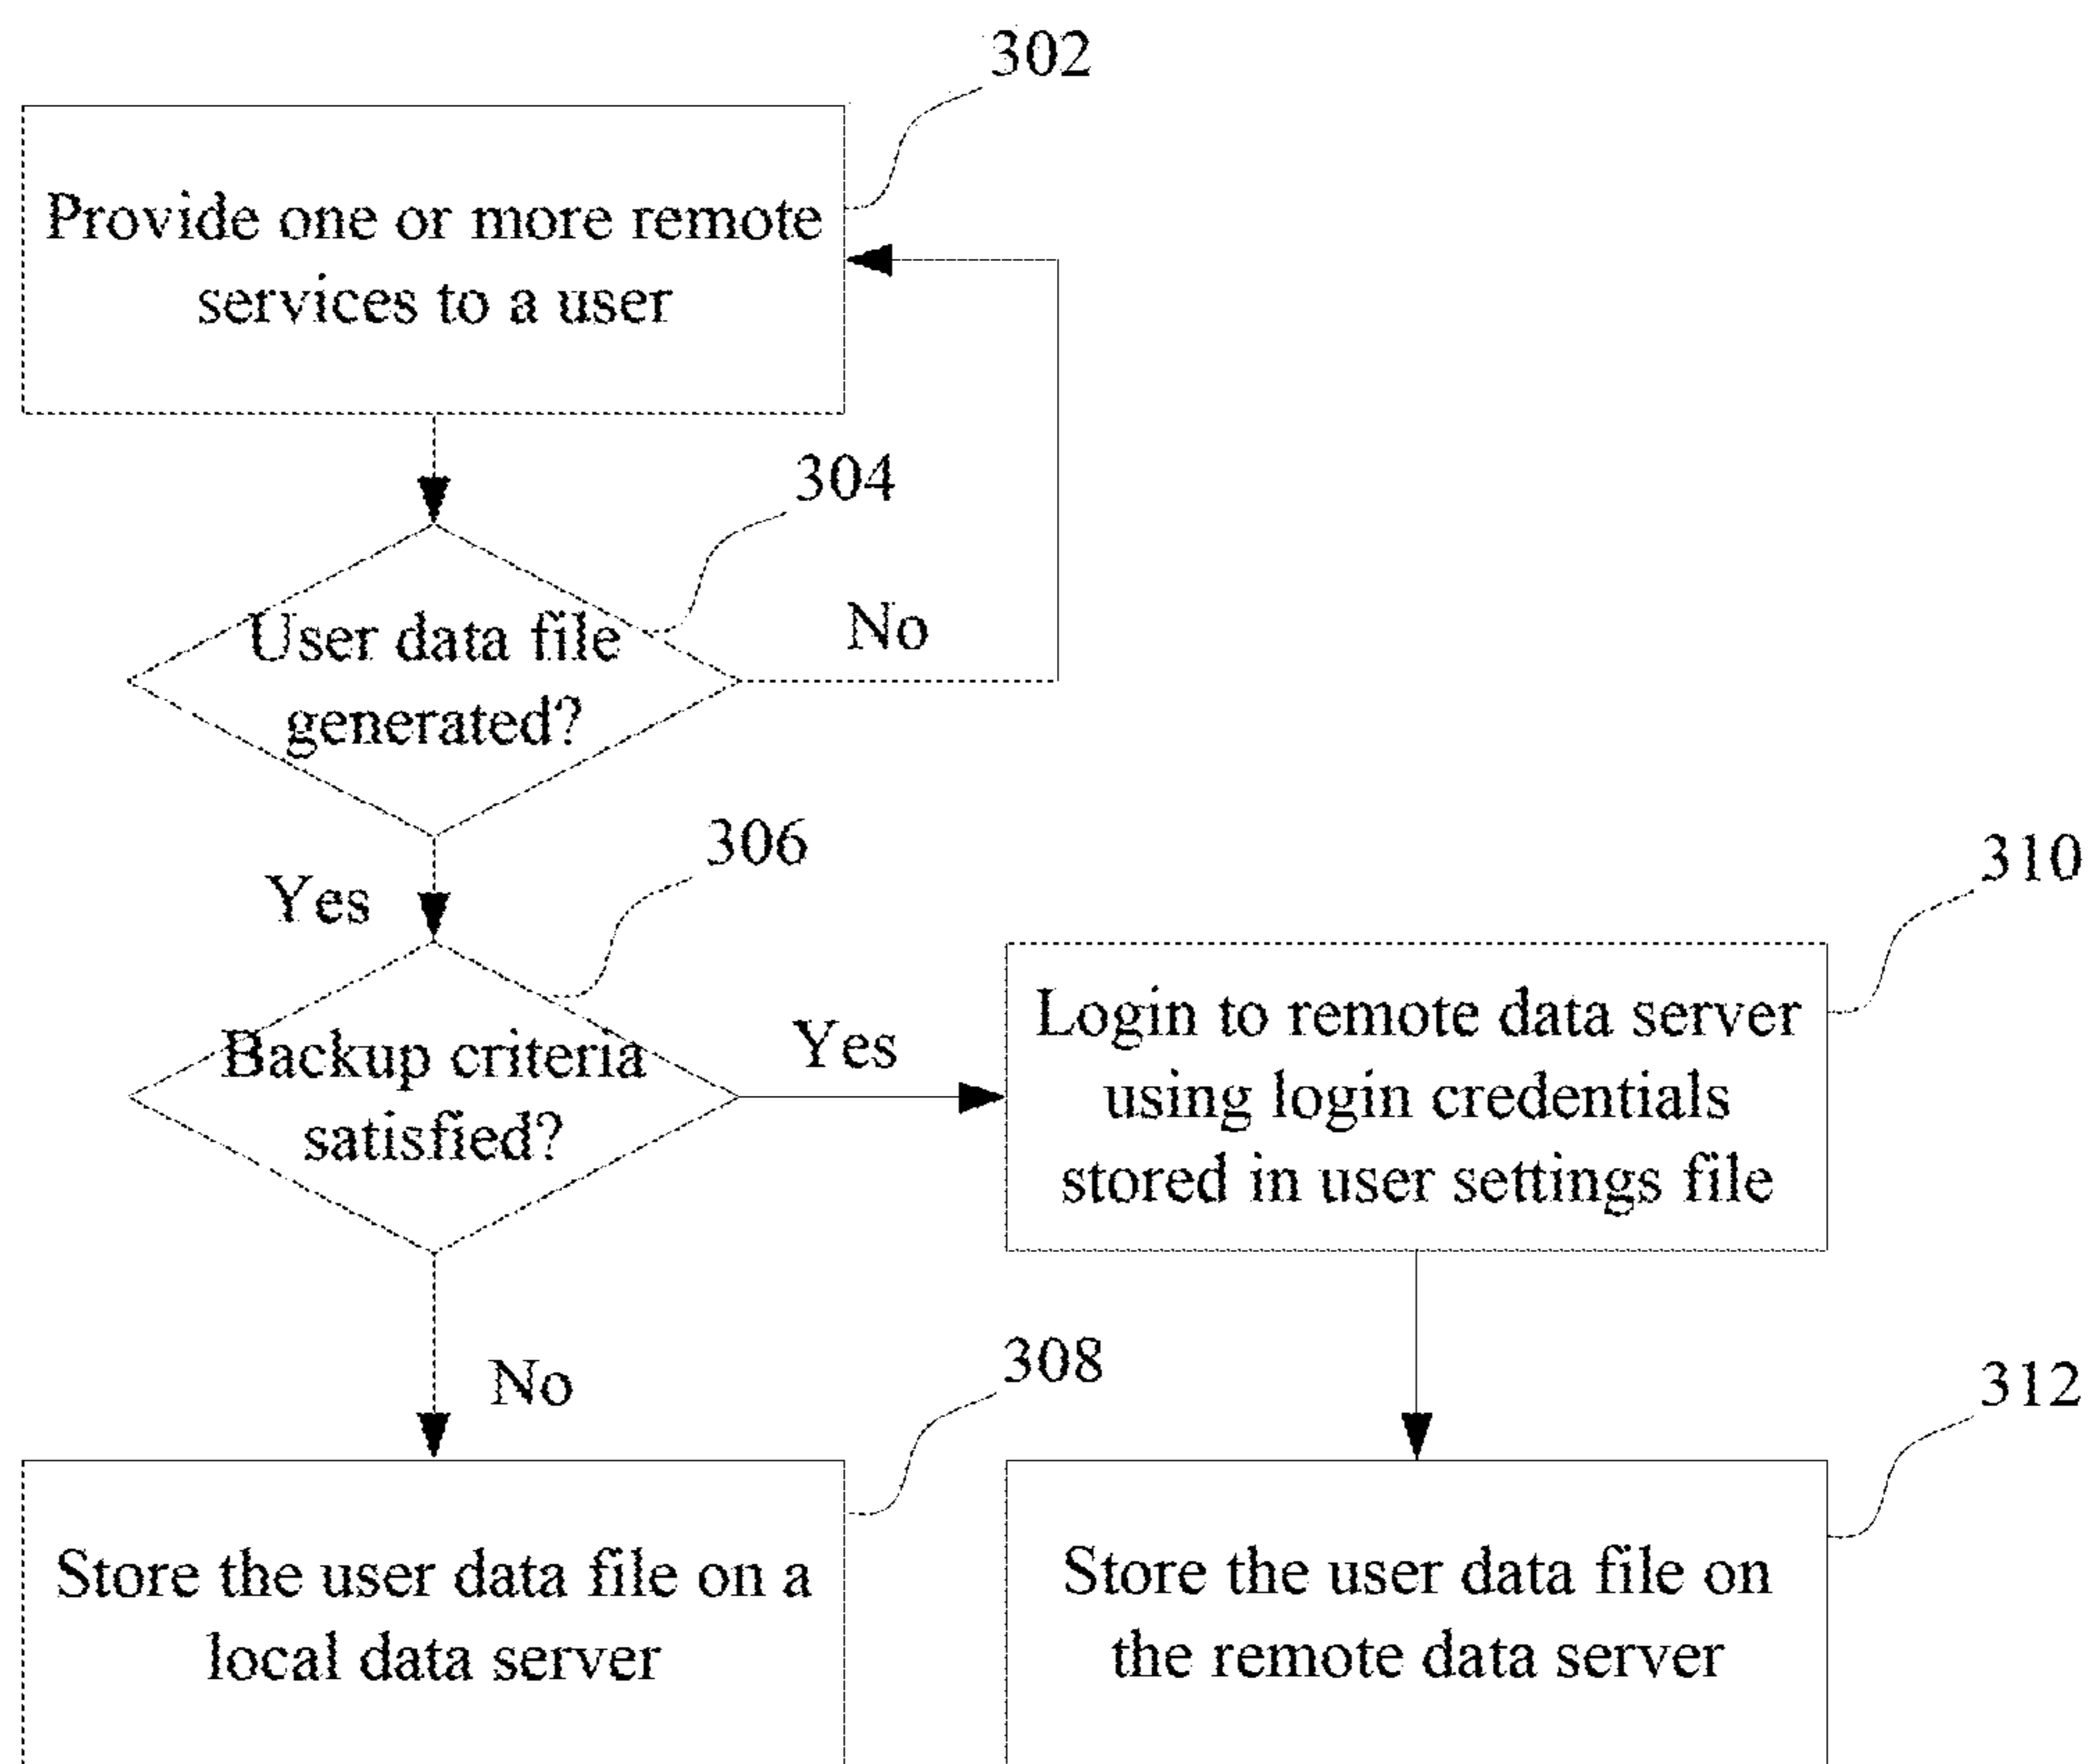 302
Provide one or more remote
services to a user
304
User data file
generated?
No
Yes
306
Backup criteria
satisfied?
Yes
310
Login to remote data server
using login credentials
stored in user settings file
No
308
Store the user data file on a
local data server
312
Store the user data file on
the remote data server